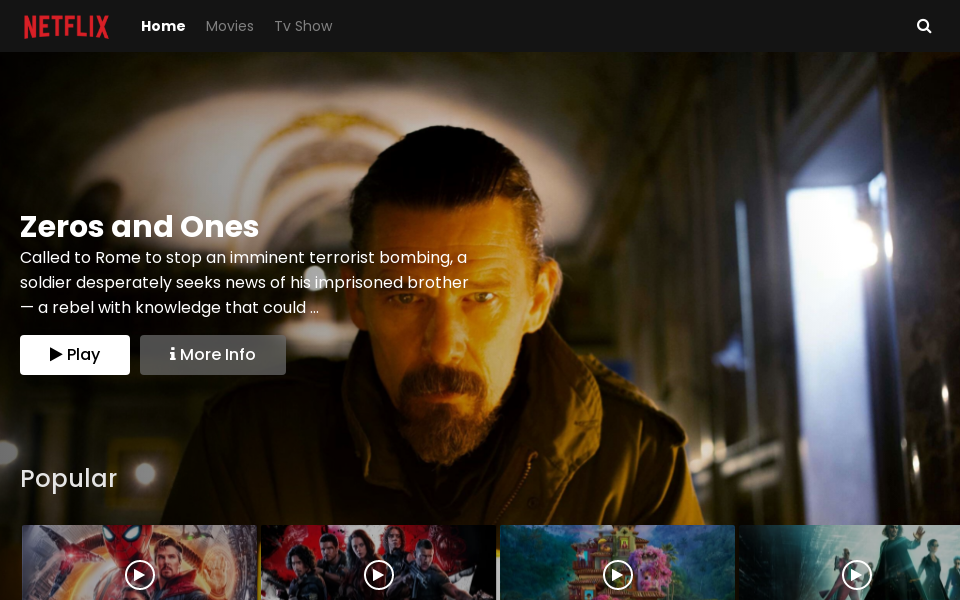 NETFLIX
Home
Movies
Tv Show
Zeros and Ones
Called to Rome to stop an imminent terrorist bombing, a
soldier desperately seeks news of his imprisoned brother
— a rebel with knowledge that could ...
Play
More Info
Popular